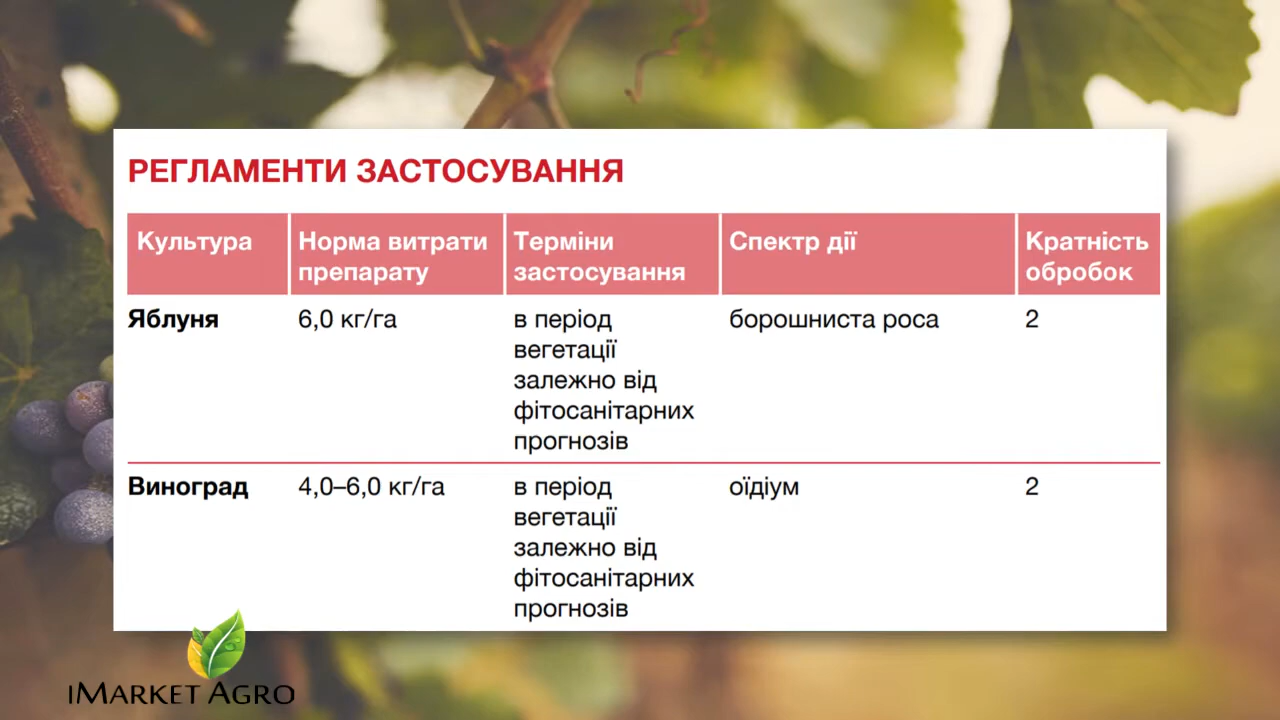 РЕГЛАМЕНТИ ЗАСТОСУВАННЯ
Культура
Норма витрати
препарату
Терміни
застосування
Спектр дії
Кратність
обробок
Яблуня
6,0 кг/га
в період
вегетації
залежно від
фітосанітарних
прогнозів
борошниста роса
2
Виноград
4,0–6,0 кг/га
в період
вегетації
залежно від
фітосанітарних
прогнозів
оїдіум
2
iMarket Agro